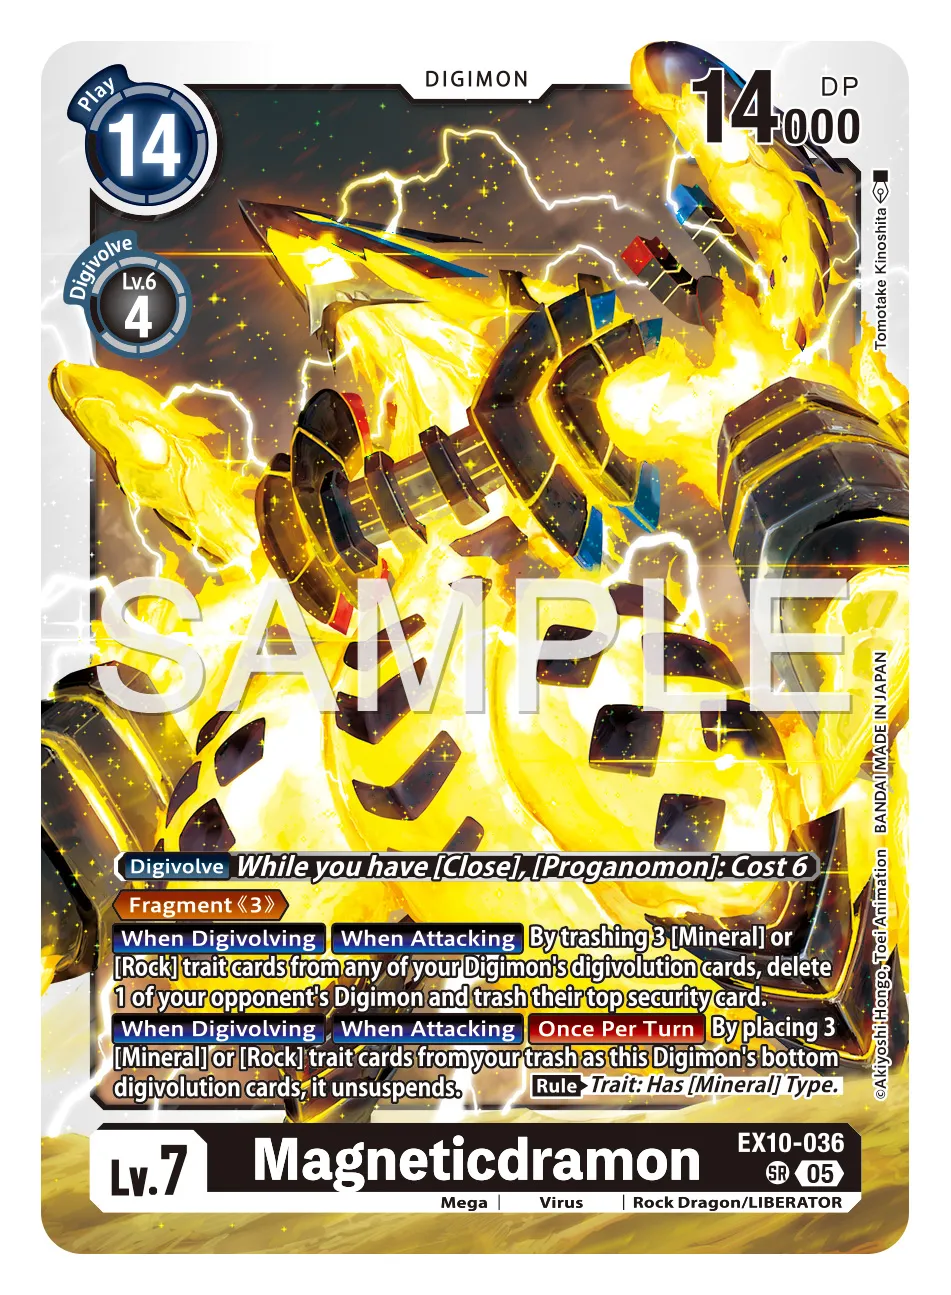 DIGIMON
Play
14
14000
DP
Digivolve
Lv.6
4
Tomotake Kinoshita
SAMPLE
BANDAI MADE IN JAPAN
©Akiyoshi Hongo, Toei Animation
Digivolve While you have [Close], [Proganomon]: Cost 6
Fragment《3》
When Digivolving When Attacking By trashing 3 [Mineral] or
[Rock] trait cards from any of your Digimon's digivolution cards, delete
1 of your opponent's Digimon and trash their top security card.
When Digivolving When Attacking Once Per Turn By placing 3
[Mineral] or [Rock] trait cards from your trash as this Digimon's bottom
digivolution cards, it unsuspends. Rule Trait: Has [Mineral] Type.
Lv.7
Magneticdramon
EX10-036
SR 05
Mega | Virus | Rock Dragon/LIBERATOR